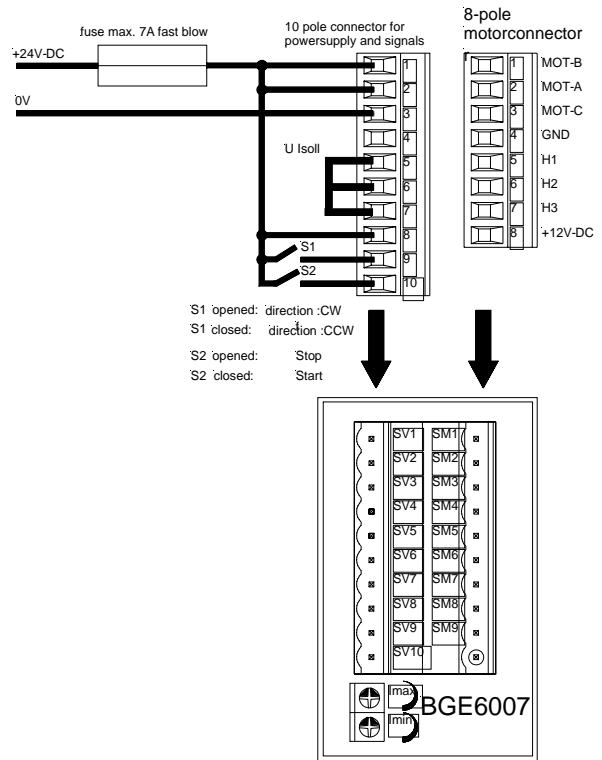 fuse max. 7A fast blow
10 pole connector for
powersupply and signals
8-pole
motorconnector
+24V-DC
0V
U Isoll
1
2
3
4
5
6
7
8
9
10
1 MOT-B
2 MOT-A
3 MOT-C
4 GND
5 H1
6 H2
7 H3
8 +12V-DC
S1
S2
S1 opened: direction :CW
S1 closed: direction :CCW
S2 opened: Stop
S2 closed: Start
SV1 SM1
SV2 SM2
SV3 SM3
SV4 SM4
SV5 SM5
SV6 SM6
SV7 SM7
SV8 SM8
SV9 SM9
SV10
Imax
Imin
BGE6007